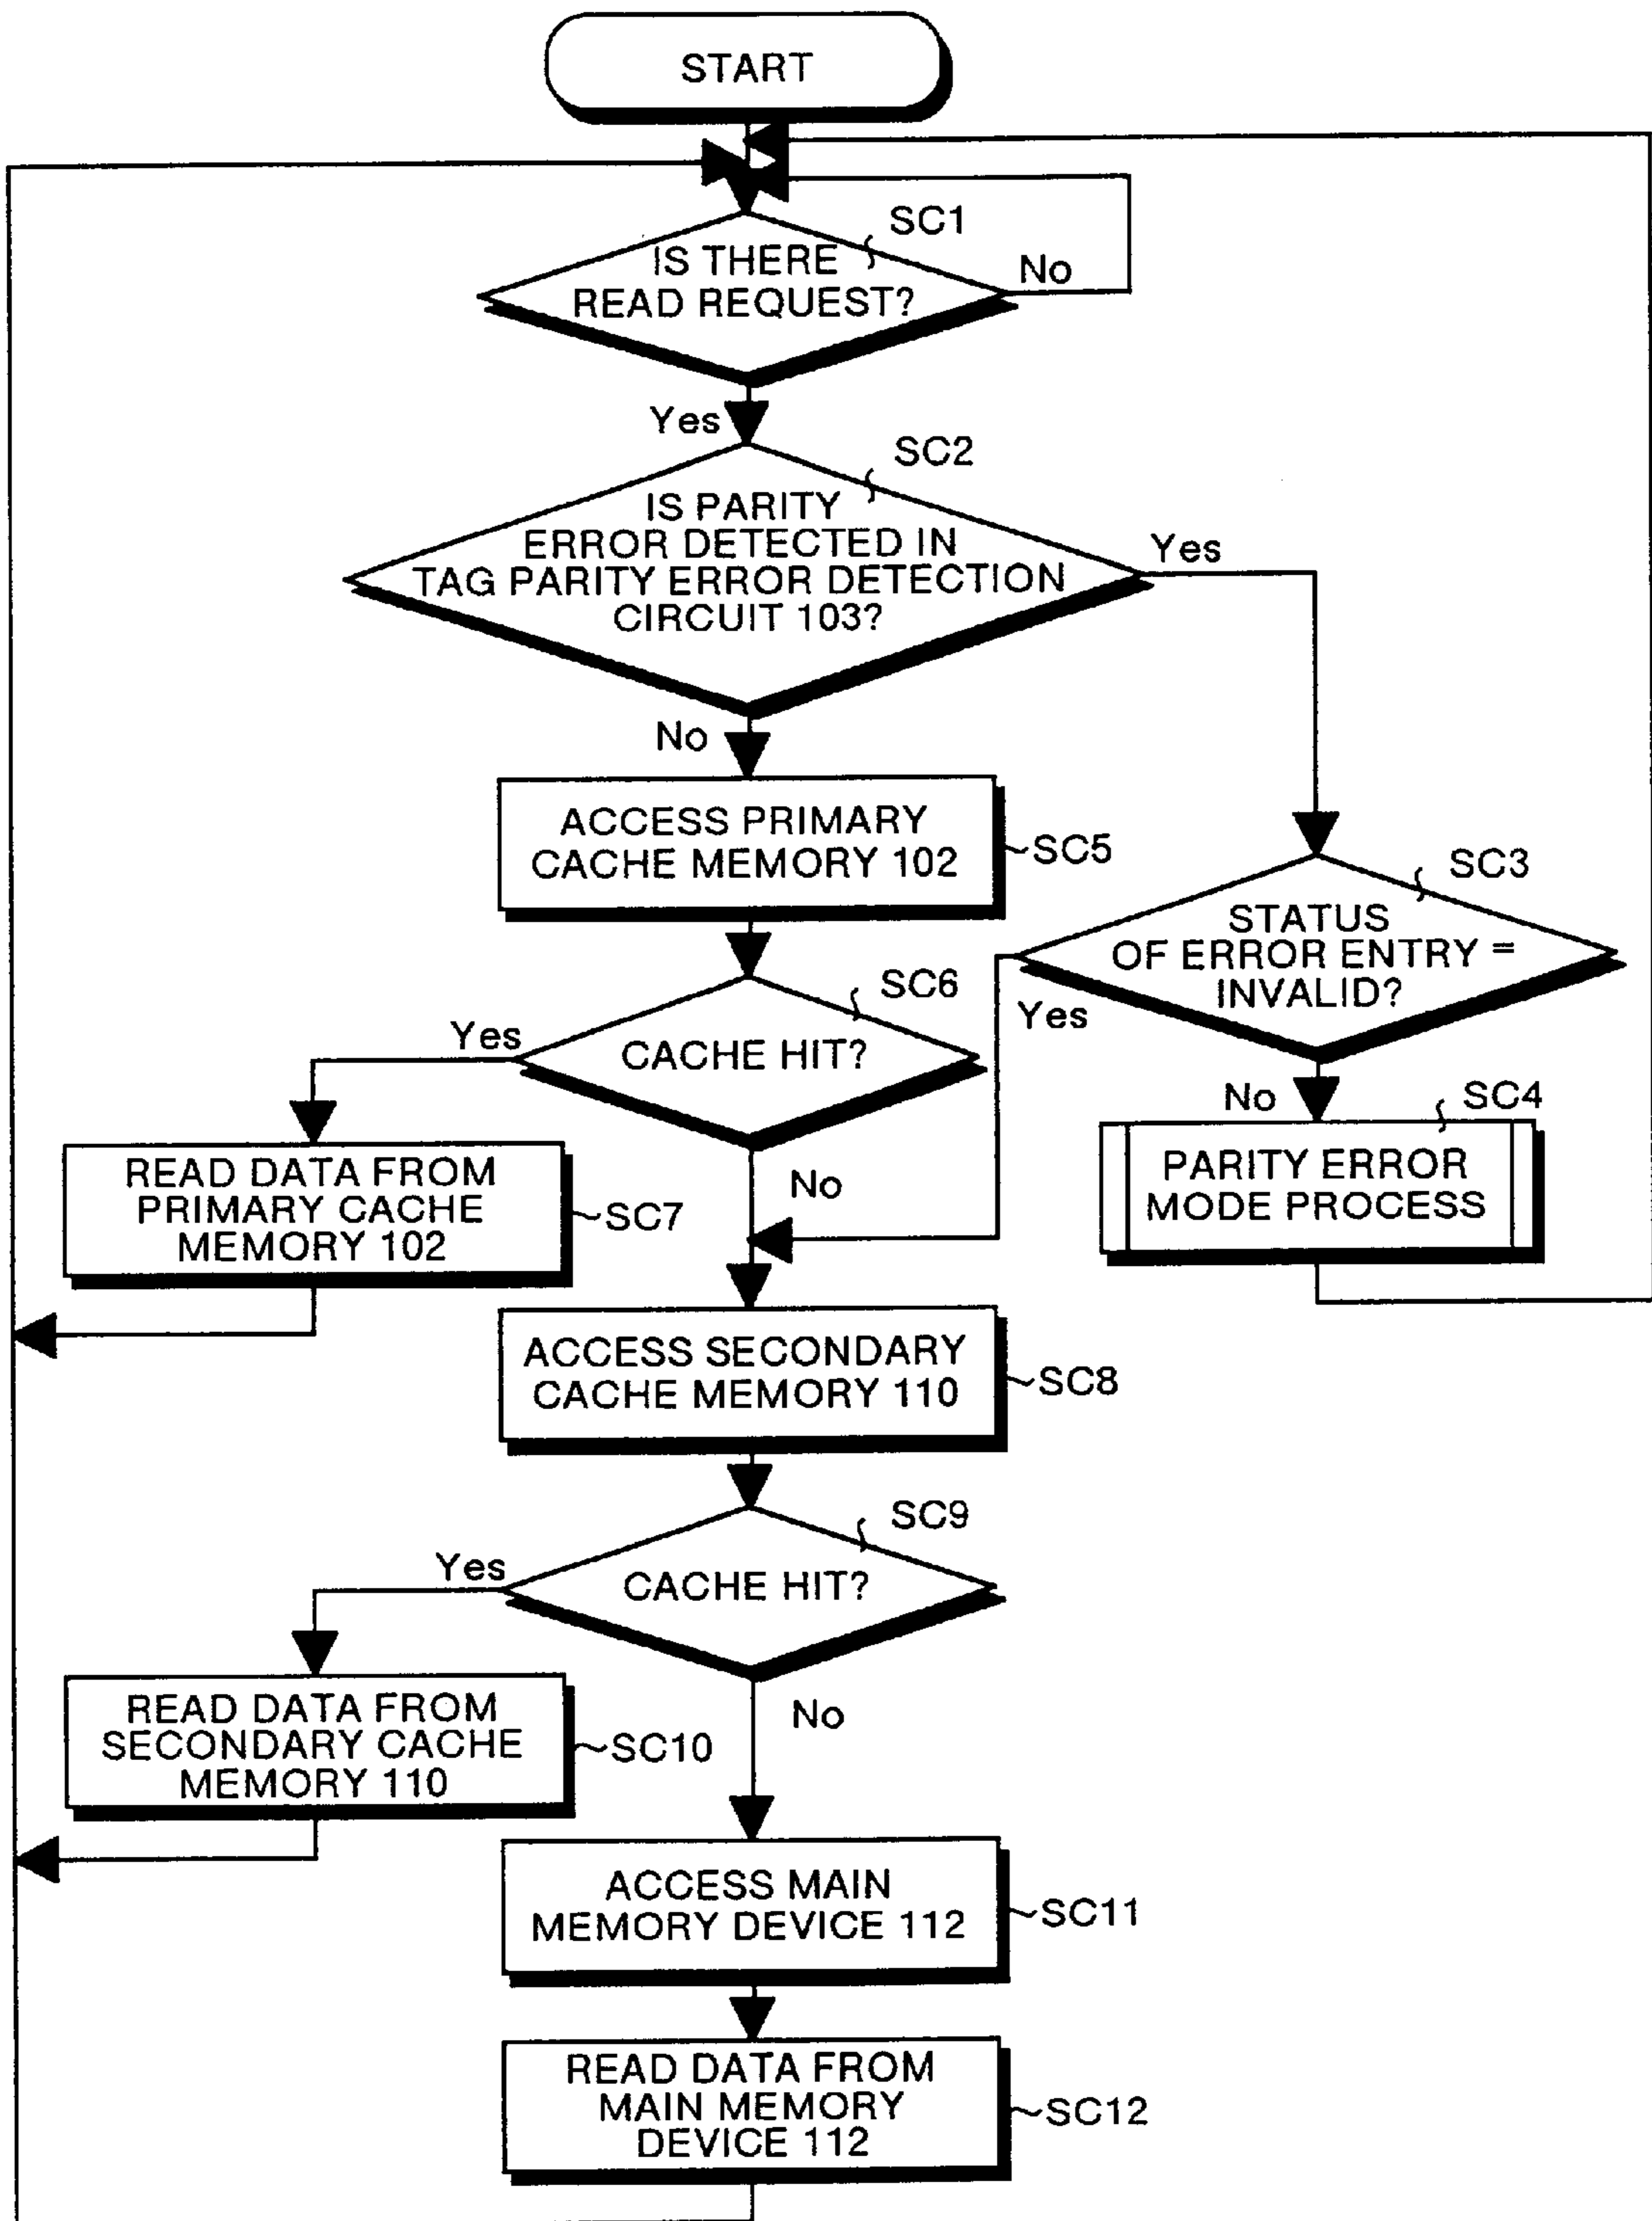 START
SC1
IS THERE
READ REQUEST?
No
Yes
SC2
IS PARITY
ERROR DETECTED IN
TAG PARITY ERROR DETECTION
CIRCUIT 103?
Yes
No
ACCESS PRIMARY
CACHE MEMORY 102
SC5
SC3
STATUS
OF ERROR ENTRY =
INVALID?
Yes
No
SC6
CACHE HIT?
Yes
No
SC4
PARITY ERROR
MODE PROCESS
READ DATA FROM
PRIMARY CACHE
MEMORY 102
SC7
ACCESS SECONDARY
CACHE MEMORY 110
SC8
SC9
CACHE HIT?
Yes
No
READ DATA FROM
SECONDARY CACHE
MEMORY 110
SC10
ACCESS MAIN
MEMORY DEVICE 112
SC11
READ DATA FROM
MAIN MEMORY
DEVICE 112
SC12